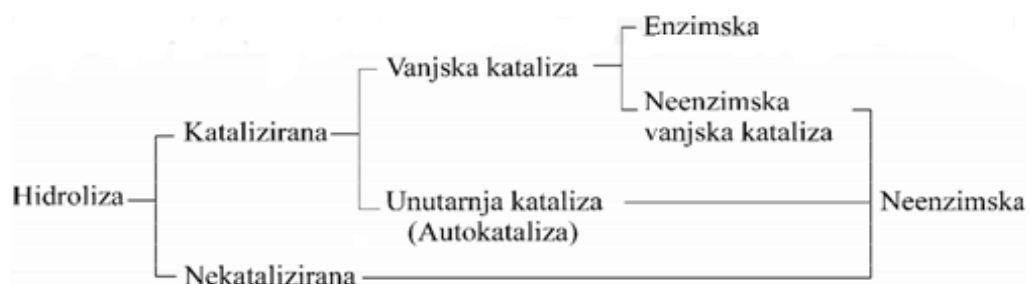 Enzimska
Vanjska kataliza
Neenzimska
vanjska kataliza
Katalizirana
Hidroliza
Unutarnja kataliza
(Autokataliza)
Neenzimska
Nekatalizirana